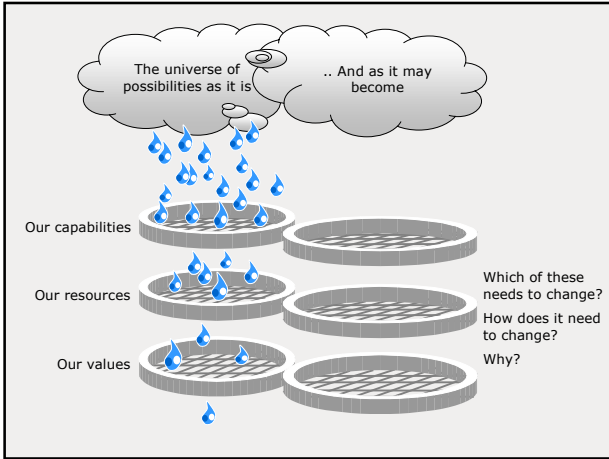 The universe of
possibilities as it is
.. And as it may
become
Our capabilities
Our resources
Our values
Which of these
needs to change?
How does it need
to change?
Why?